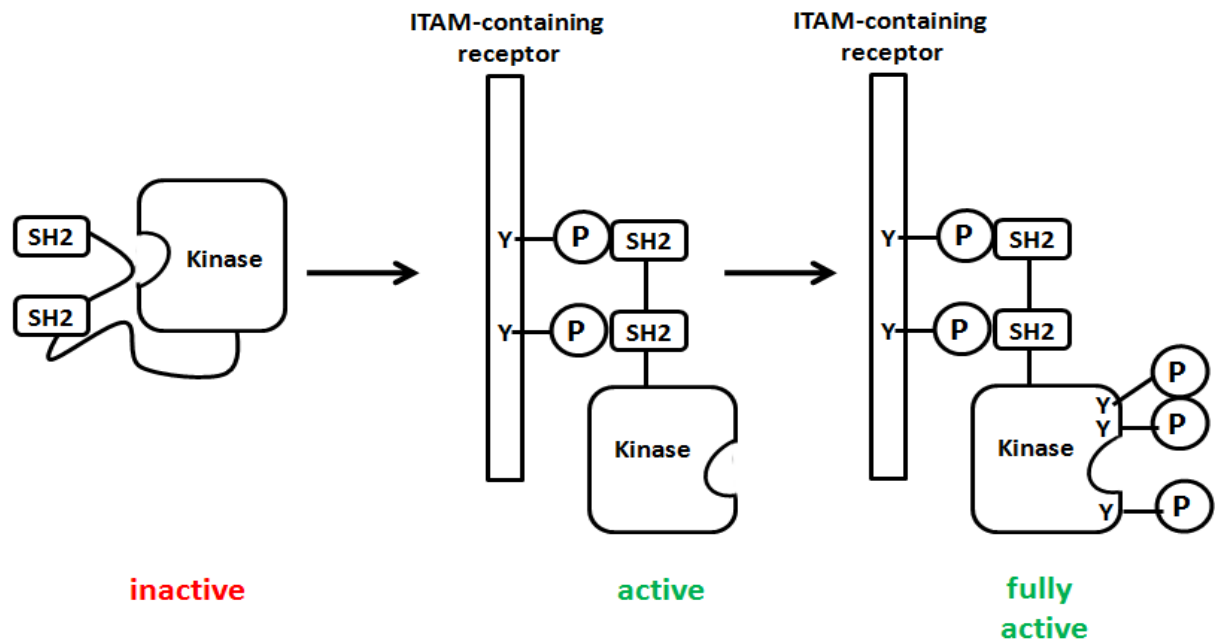 ITAM-containing
receptor
ITAM-containing
receptor
SH2
SH2
Kinase
Y
P
SH2
Y
P
SH2
Kinase
Y
P
SH2
Y
P
SH2
Kinase
Y
P
Y
P
Y
P
inactive
active
fully
active